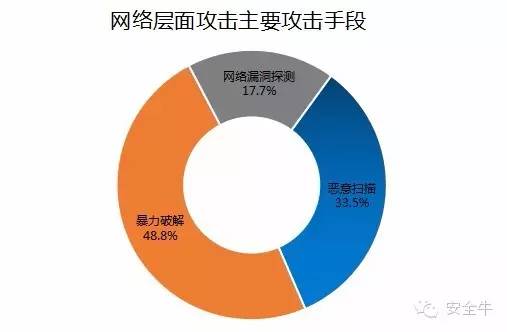 网络层面攻击主要攻击手段
网络漏洞探测
17.7%
恶意扫描
33.5%
暴力破解
48.8%
安全牛